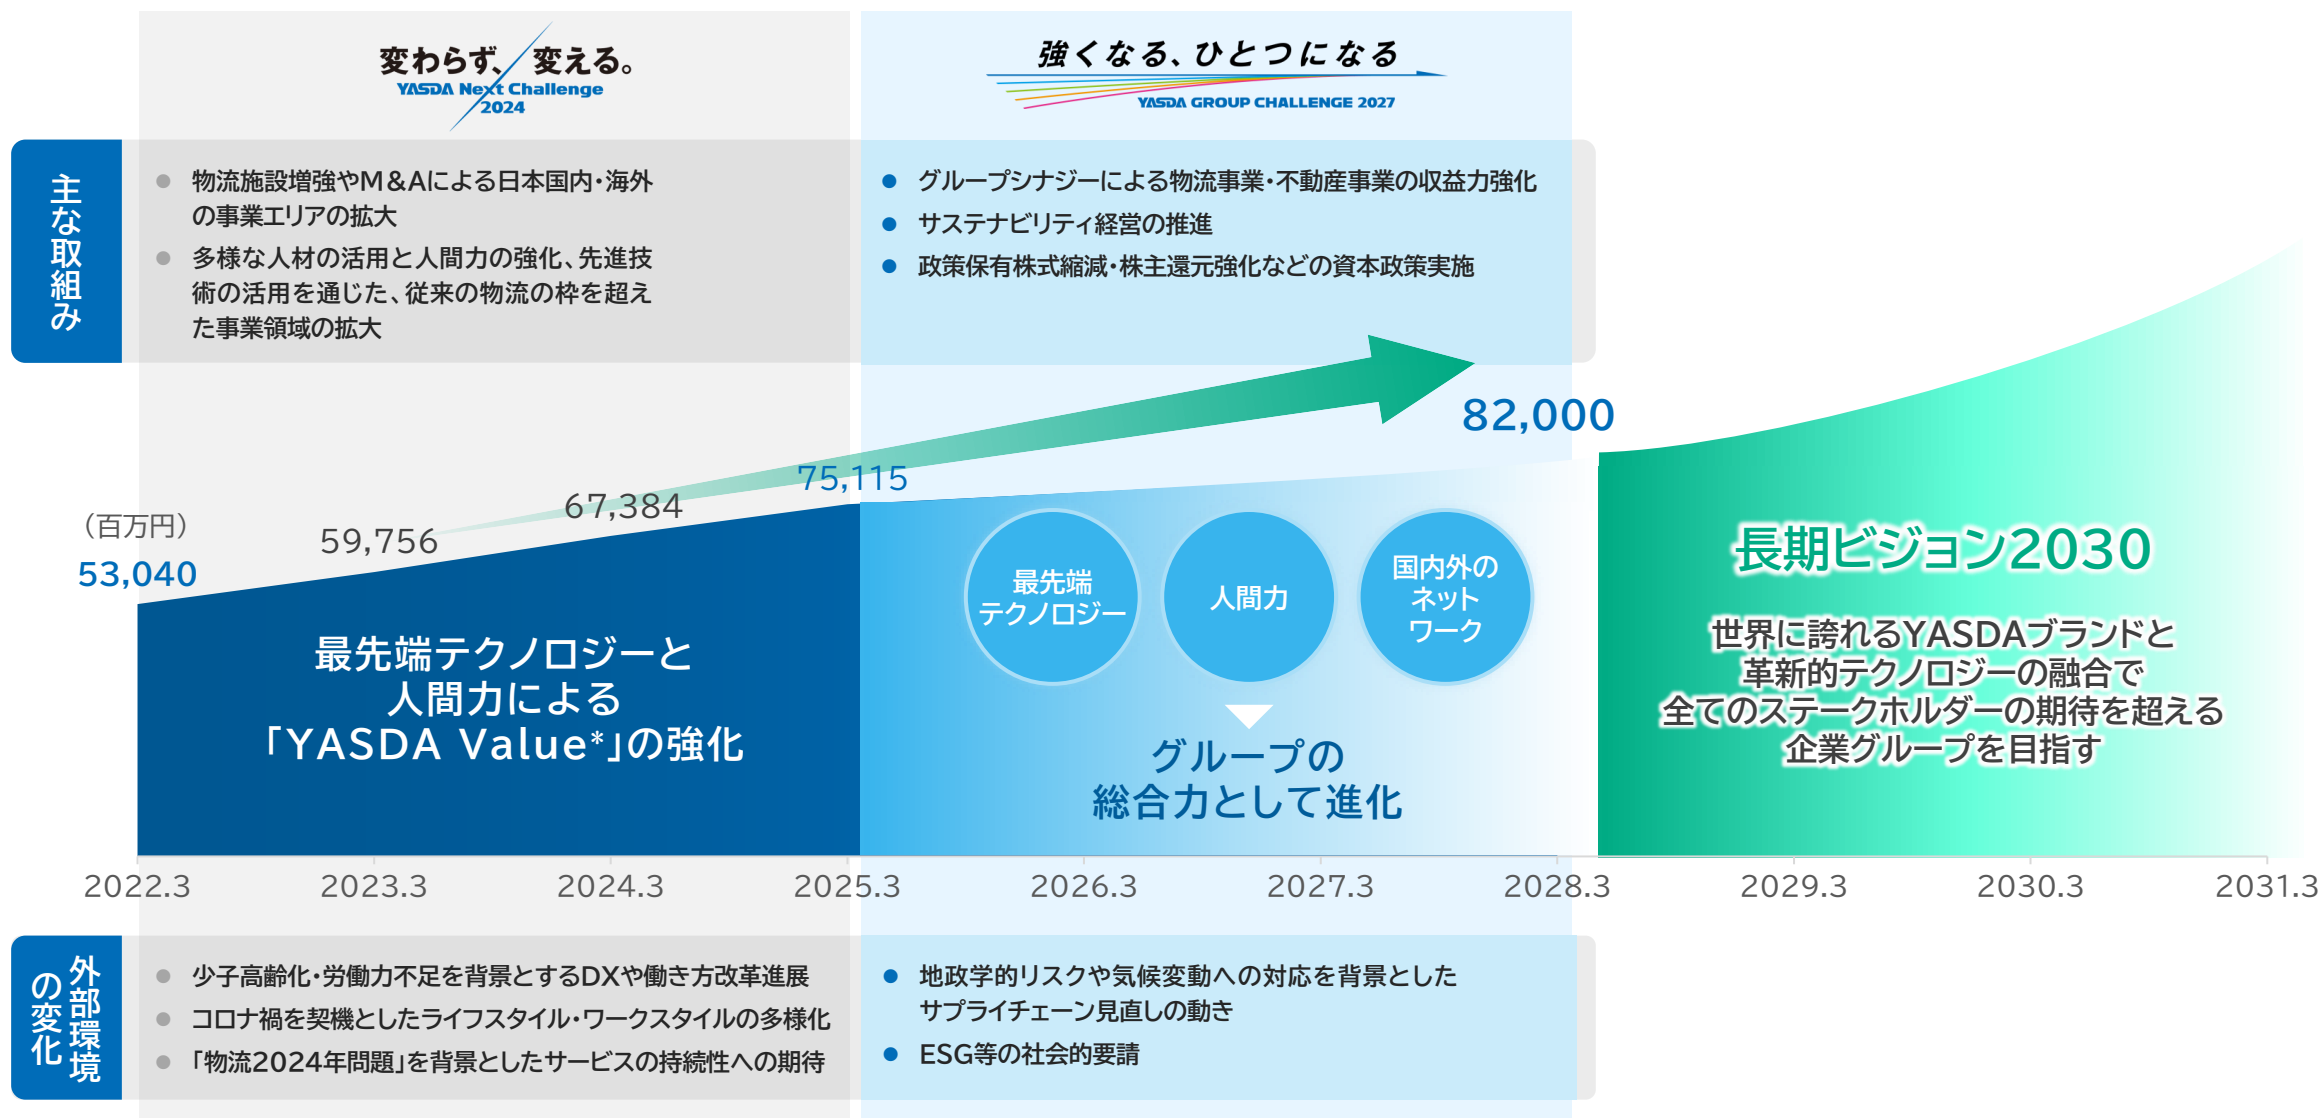 変わらず、変える。
YASDA Next Challenge
2024
強くなる、ひとつになる
YASDA GROUP CHALLENGE 2027
主な取組み
● 物流施設増強やM&Aによる日本国内・海外
の事業エリアの拡大
● 多様な人材の活用と人間力の強化、先進技
術の活用を通じた、従来の物流の枠を超え
た事業領域の拡大
● グループシナジーによる物流事業・不動産事業の収益力強化
● サステナビリティ経営の推進
● 政策保有株式縮減・株主還元強化などの資本政策実施
(百万円)
53,040
59,756
67,384
75,115
82,000
最先端テクノロジーと
人間力による
「YASDA Value*」の強化
最先端
テクノロジー
人間力
国内外の
ネット
ワーク
グループの
総合力として進化
長期ビジョン2030
世界に誇れるYASDAブランドと
革新的テクノロジーの融合で
全てのステークホルダーの期待を超える
企業グループを目指す
2022.3
2023.3
2024.3
2025.3
2026.3
2027.3
2028.3
2029.3
2030.3
2031.3
外部環境
の変化
● 少子高齢化・労働力不足を背景とするDXや働き方改革進展
● コロナ禍を契機としたライフスタイル・ワークスタイルの多様化
● 「物流2024年問題」を背景としたサービスの持続性への期待
● 地政学的リスクや気候変動への対応を背景とした
サプライチェーン見直しの動き
● ESG等の社会的要請